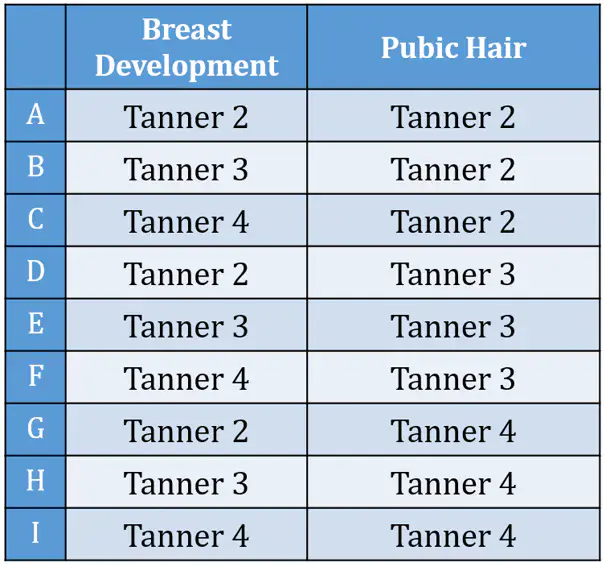 Breast Development Pubic Hair
A Tanner 2 Tanner 2
B Tanner 3 Tanner 2
C Tanner 4 Tanner 2
D Tanner 2 Tanner 3
E Tanner 3 Tanner 3
F Tanner 4 Tanner 3
G Tanner 2 Tanner 4
H Tanner 3 Tanner 4
I Tanner 4 Tanner 4